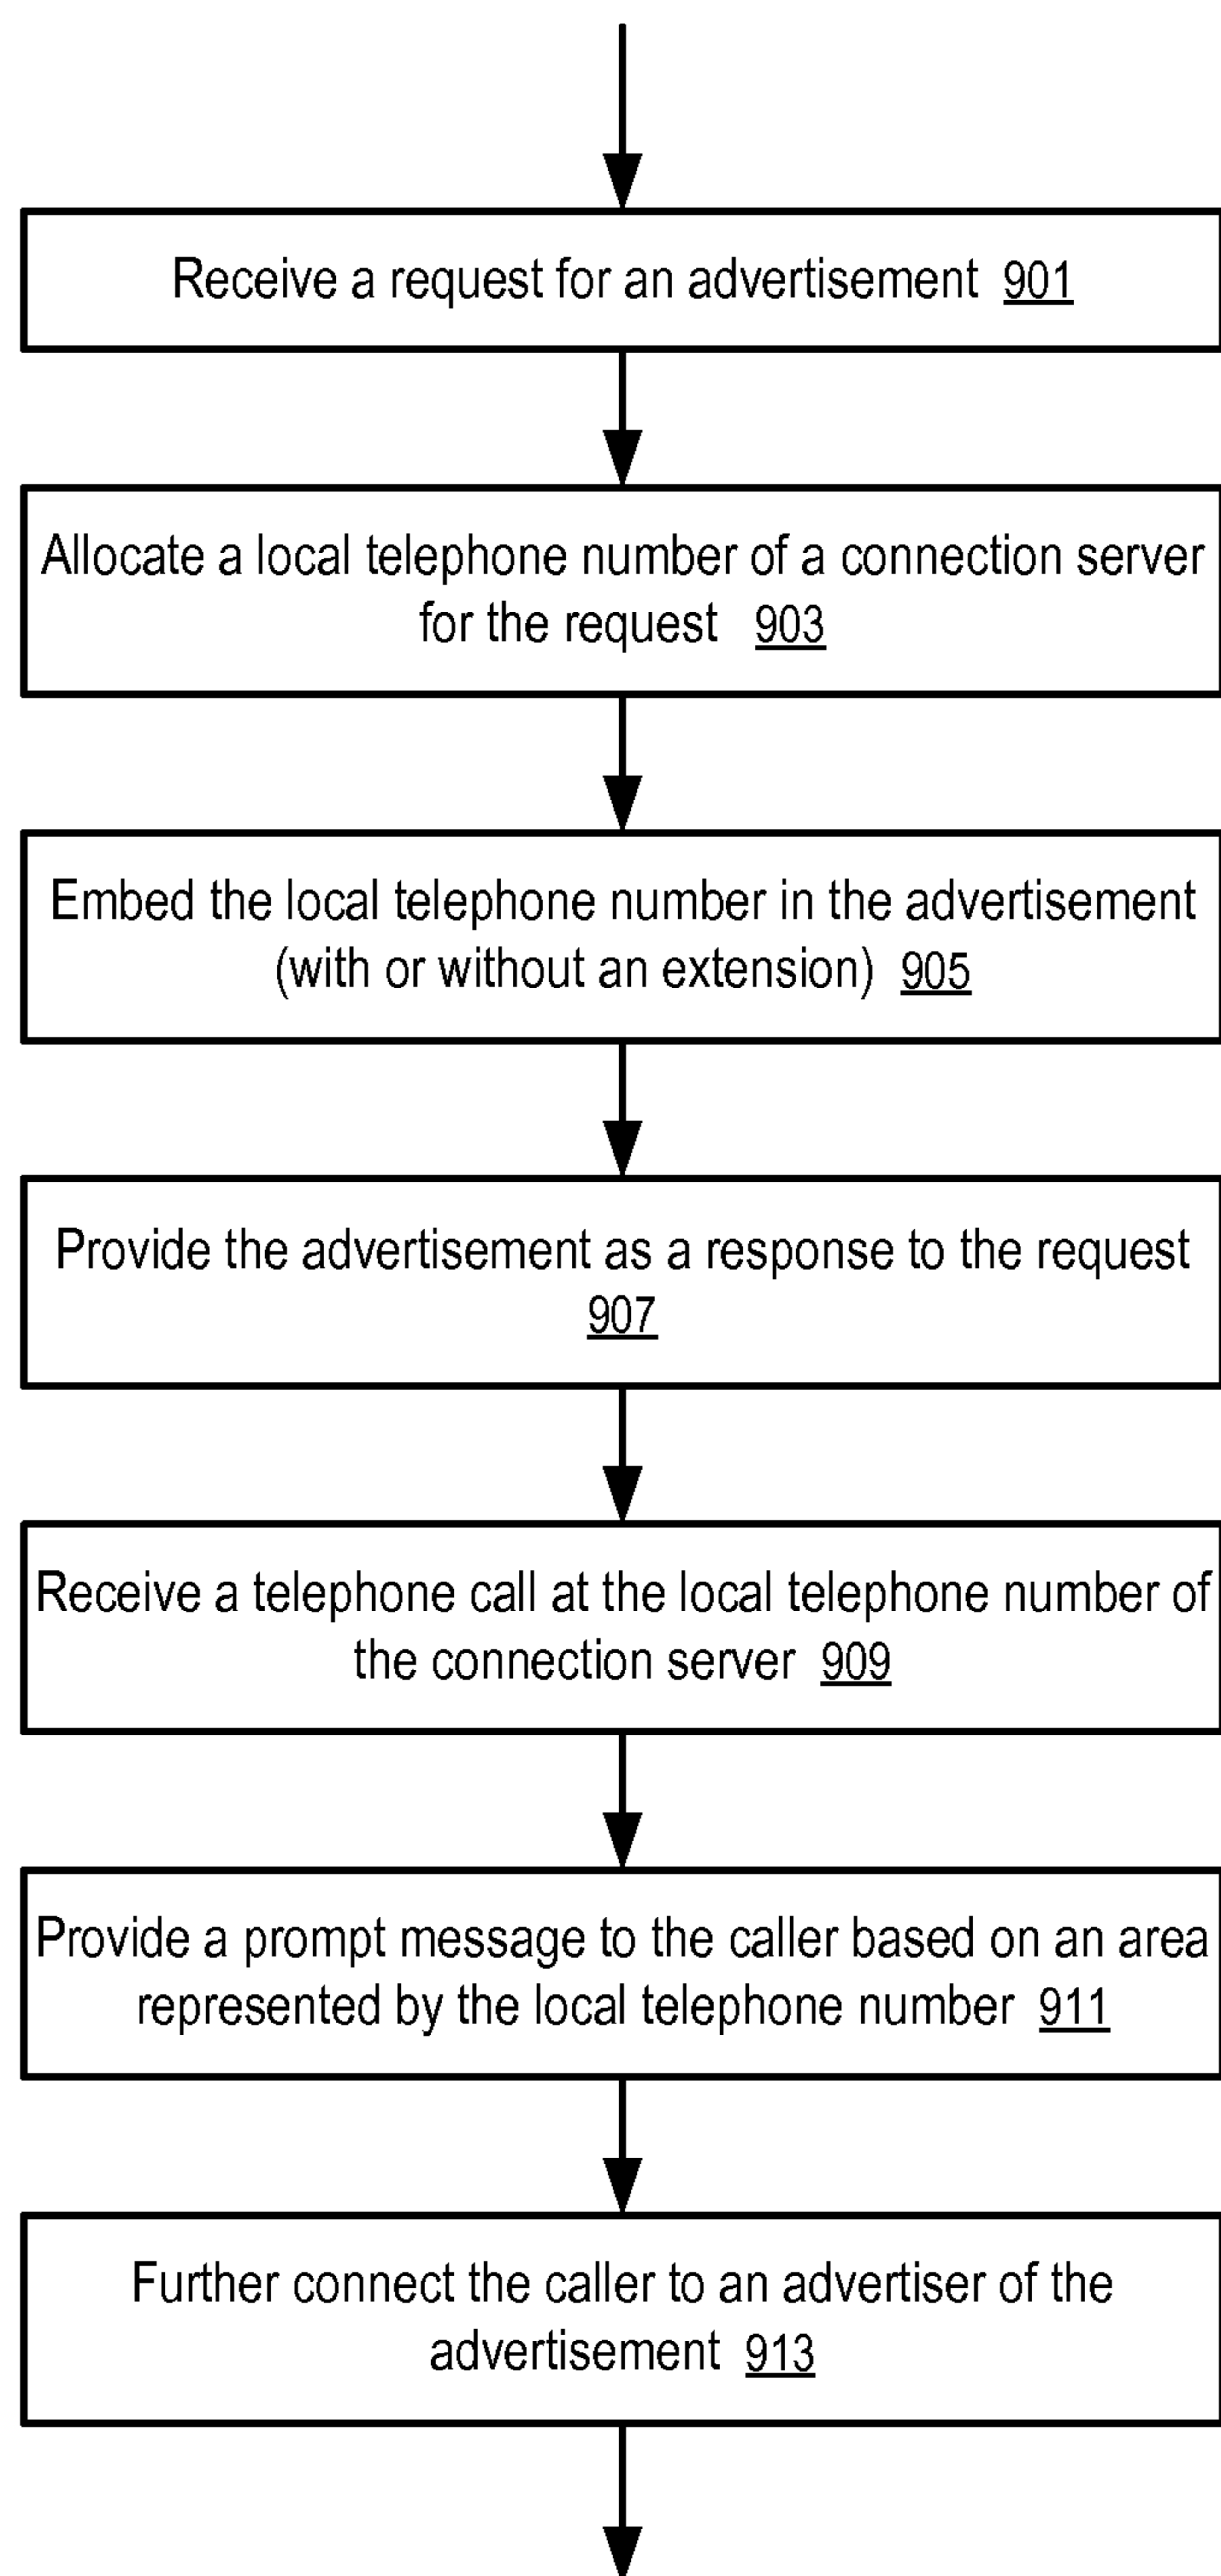 Receive a request for an advertisement 901
Allocate a local telephone number of a connection server
for the request 903
Embed the local telephone number in the advertisement
(with or without an extension) 905
Provide the advertisement as a response to the request
907
Receive a telephone call at the local telephone number of
the connection server 909
Provide a prompt message to the caller based on an area
represented by the local telephone number 911
Further connect the caller to an advertiser of the
advertisement 913